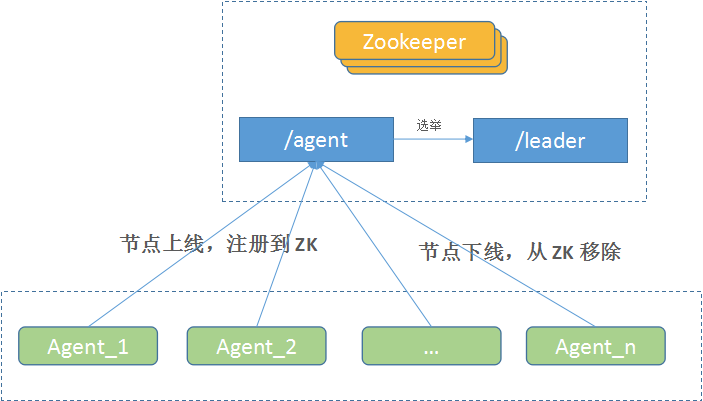 Zookeeper
/agent
选举
/leader
节点上线，注册到 ZK
节点下线，从 ZK 移除
Agent_1
Agent_2
...
Agent_n